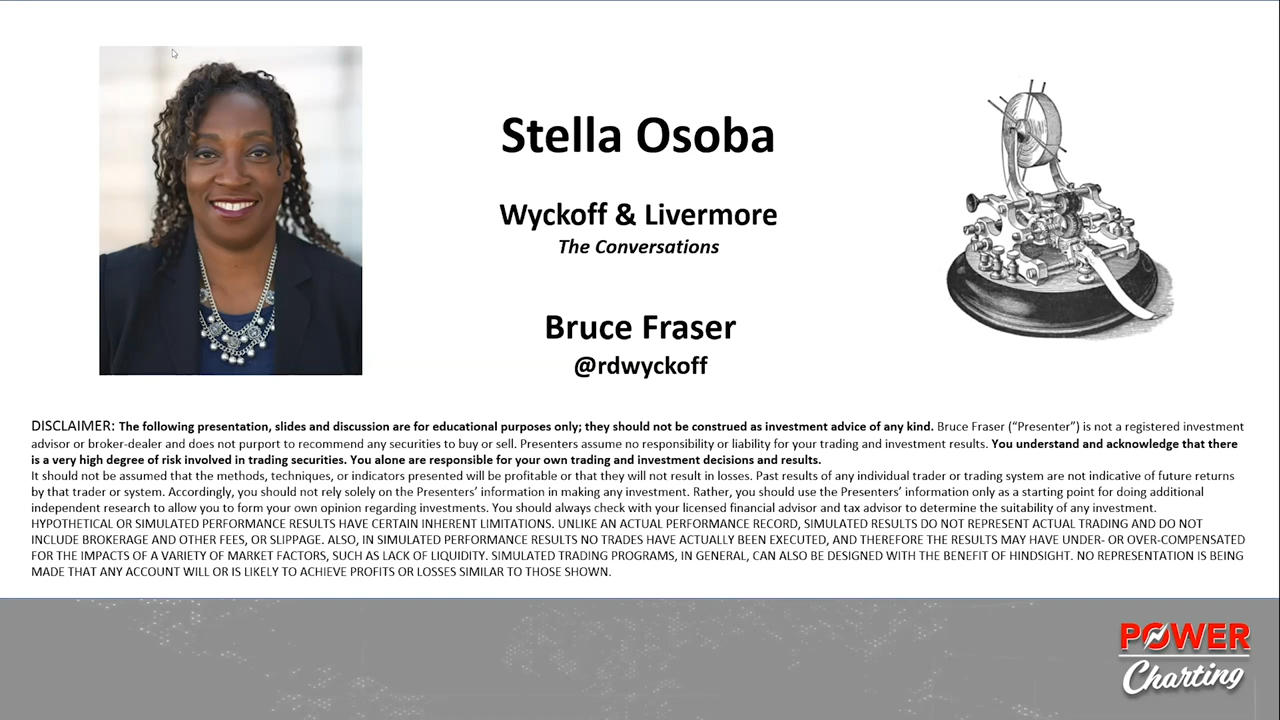 Stella Osoba
Wyckoff & Livermore
The Conversations
Bruce Fraser
@rdwyckoff
DISCLAIMER: The following presentation, slides and discussion are for educational purposes only; they should not be construed as investment advice of any kind. Bruce Fraser (“Presenter”) is not a registered investment
advisor or broker-dealer and does not purport to recommend any securities to buy or sell. Presenters assume no responsibility or liability for your trading and investment results. You understand and acknowledge that there
is a very high degree of risk involved in trading securities. You alone are responsible for your own trading and investment decisions and results.
It should not be assumed that the methods, techniques, or indicators presented will be profitable or that they will not result in losses. Past results of any individual trader or trading system are not indicative of future returns
by that trader or system. Accordingly, you should not rely solely on the Presenters’ information in making any investment. Rather, you should use the Presenters’ information only as a starting point for doing additional
independent research to allow you to form your own opinion regarding investments. You should always check with your licensed financial advisor and tax advisor to determine the suitability of any investment.
HYPOTHETICAL OR SIMULATED PERFORMANCE RESULTS HAVE CERTAIN INHERENT LIMITATIONS. UNLIKE AN ACTUAL PERFORMANCE RECORD, SIMULATED RESULTS DO NOT REPRESENT ACTUAL TRADING AND DO NOT
INCLUDE BROKERAGE AND OTHER FEES, OR SLIPPAGE. ALSO, IN SIMULATED PERFORMANCE RESULTS NO TRADES HAVE ACTUALLY BEEN EXECUTED, AND THEREFORE THE RESULTS MAY HAVE UNDER- OR OVER-COMPENSATED
FOR THE IMPACTS OF A VARIETY OF MARKET FACTORS, SUCH AS LACK OF LIQUIDITY. SIMULATED TRADING PROGRAMS, IN GENERAL, CAN ALSO BE DESIGNED WITH THE BENEFIT OF HINDSIGHT. NO REPRESENTATION IS BEING
MADE THAT ANY ACCOUNT WILL OR IS LIKELY TO ACHIEVE PROFITS OR LOSSES SIMILAR TO THOSE SHOWN.
POWER
Charting